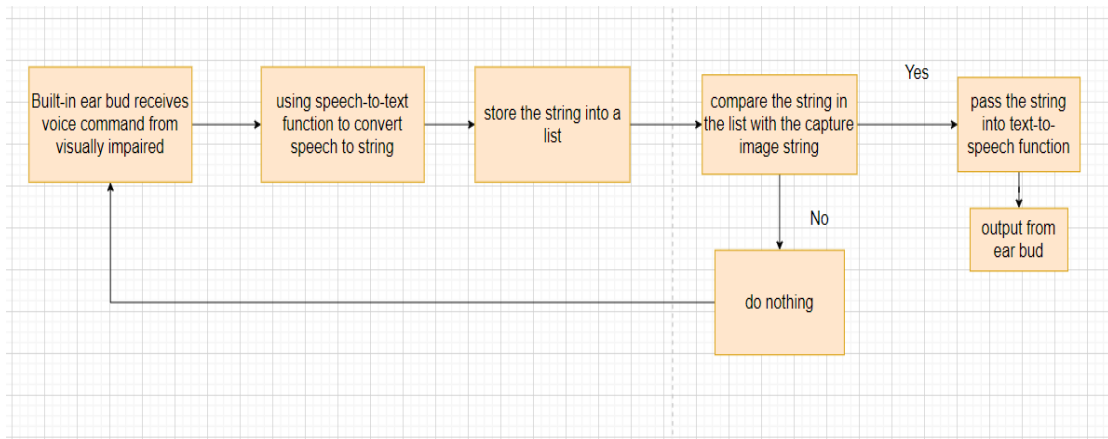 Built-in ear bud receives
voice command from
visually impaired
using speech-to-text
function to convert
speech to string
store the string into a
list
compare the string in
the list with the capture
image string
Yes
pass the string
into text-to-
speech function
No
output from
ear bud
do nothing